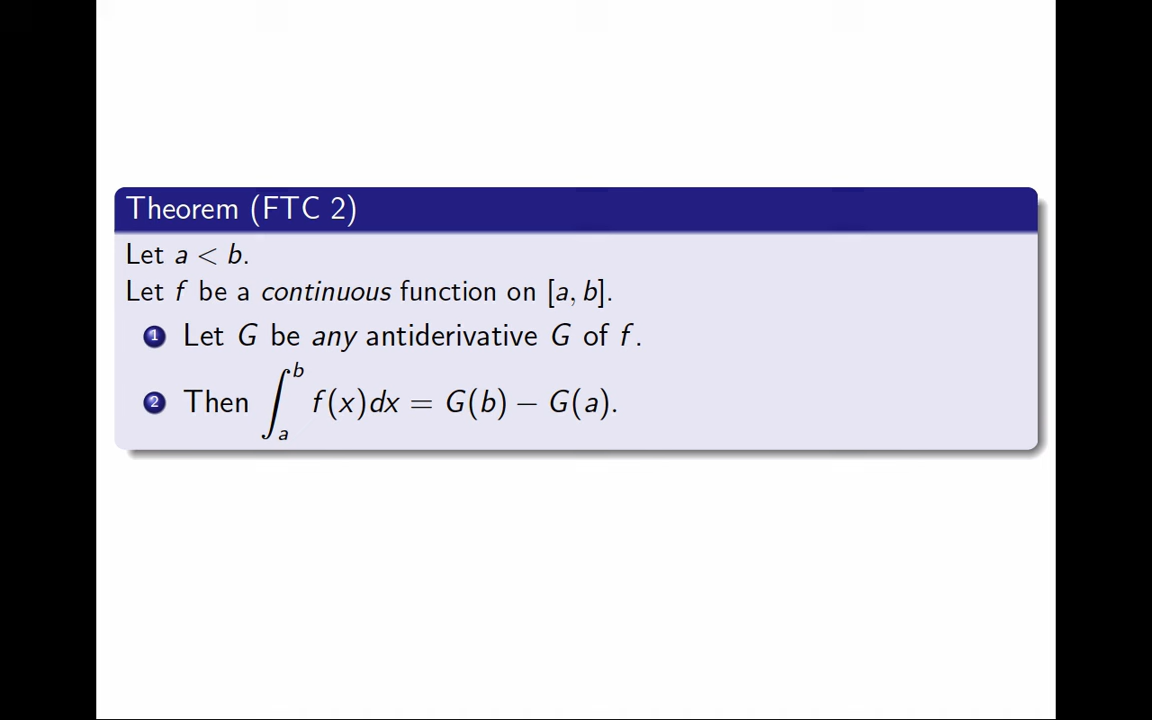 Theorem (FTC 2)
Let a < b.
Let f be a continuous function on [a, b].
1 Let G be any antiderivative G of f.
2 Then ∫_a^b f(x)dx = G(b) − G(a).